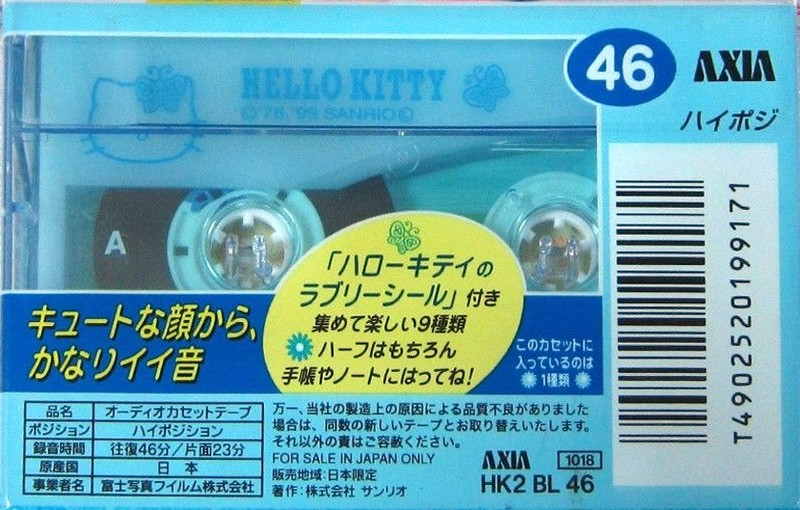 HELLO KITTY
©'76,'99 SANRIO©
46
AXIA
ハイポジ
A
「ハローキティの
ラブリーシール」付き
集めて楽しい9種類
ハーフはもちろん
手帳やノートにはってね!
キュートな顔から、
かなりイイ音
このカセットに
入っているのは
1種類
T4902520199171
品名 オーディオカセットテープ
ポジション ハイポジション
録音時間 往復46分/片面23分
原産国 日本
事業者名 富士写真フイルム株式会社
万一、当社の製造上の原因による品質不良がありました
場合は、同数の新しいテープとお取り替えいたします。
それ以外の責はご容赦ください。
FOR SALE IN JAPAN ONLY
販売地域:日本限定
著作:株式会社 サンリオ
AXIA 1018
HK2 BL 46